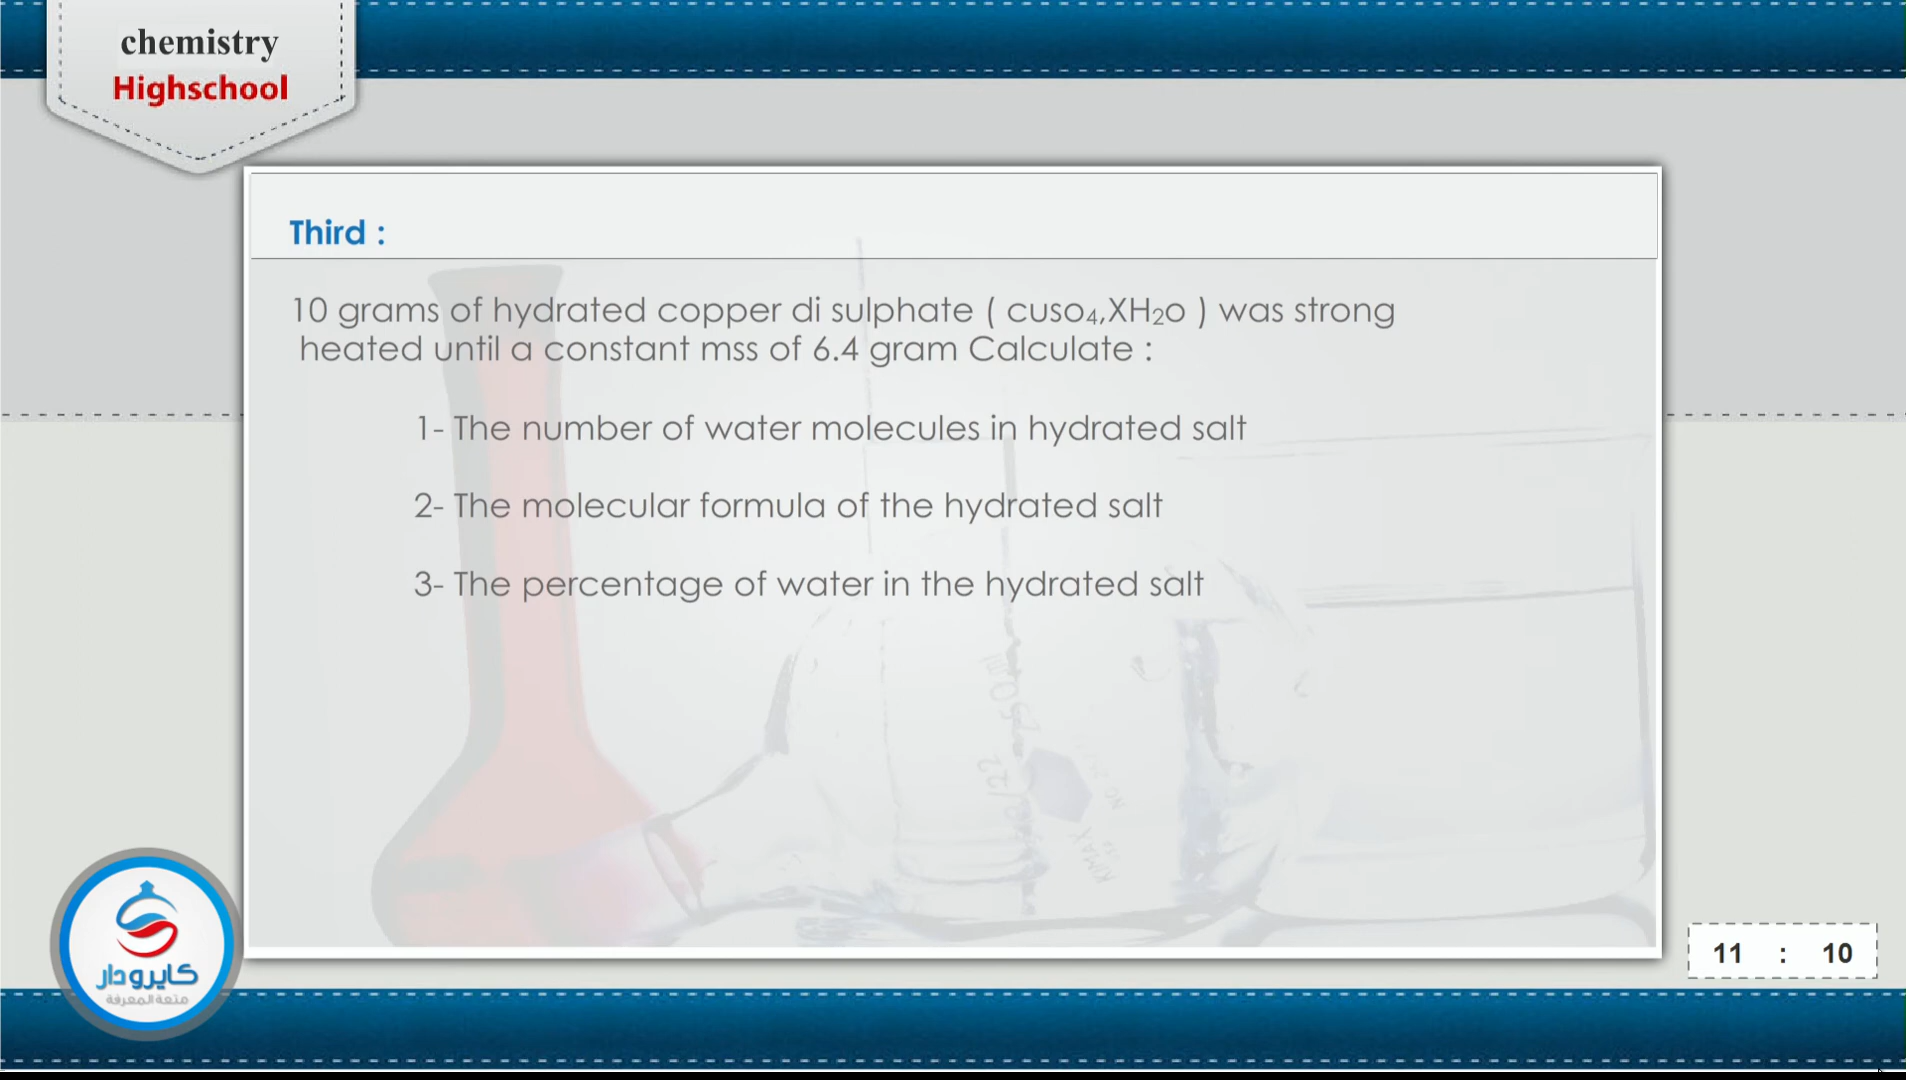 chemistry
Highschool
Third :
10 grams of hydrated copper di sulphate ( cuso₄,XH₂o ) was strong
heated until a constant mss of 6.4 gram Calculate :
1- The number of water molecules in hydrated salt
2- The molecular formula of the hydrated salt
3- The percentage of water in the hydrated salt
KIMAX
كايرودار
متعة المعرفة
11 : 10